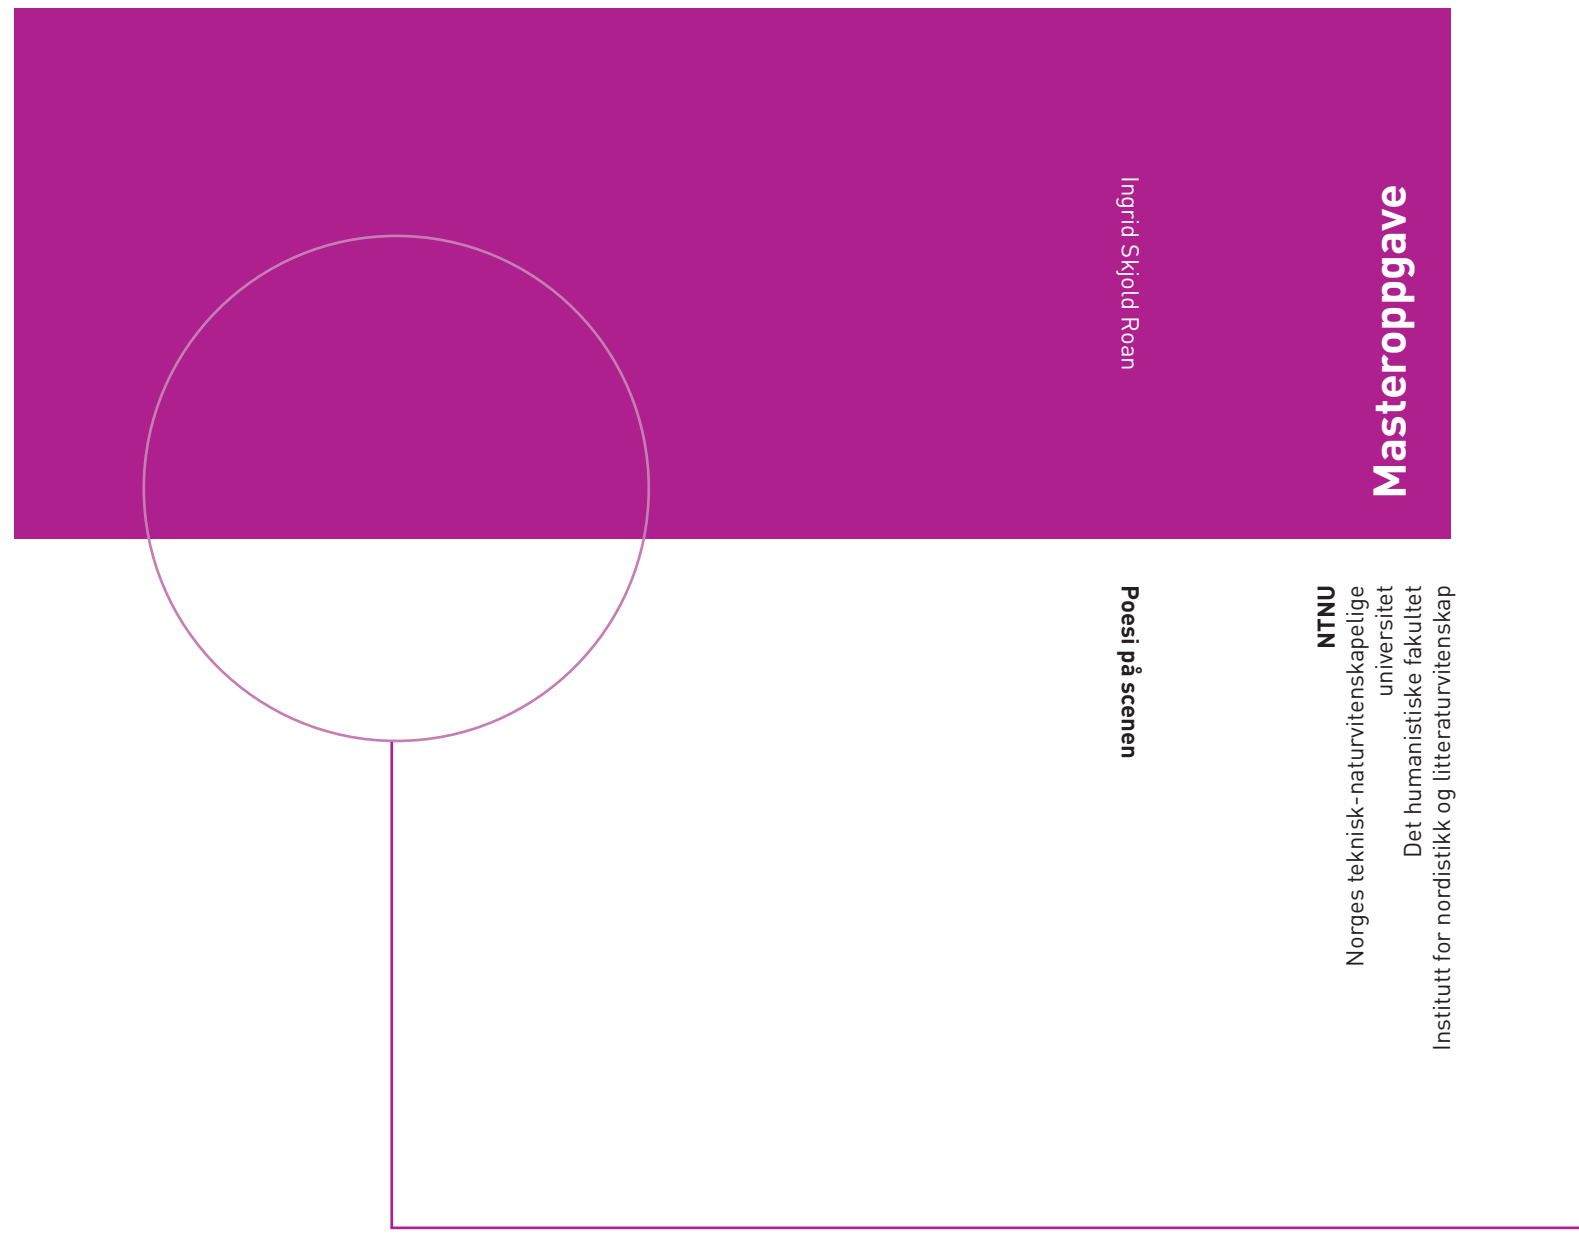 Ingrid Skjold Roan
Poesi på scenen
Masteroppgave
NTNU
Norges teknisk-naturvitenskapelige
universitet
Det humanistiske fakultet
Institutt for nordistikk og litteraturvitenskap